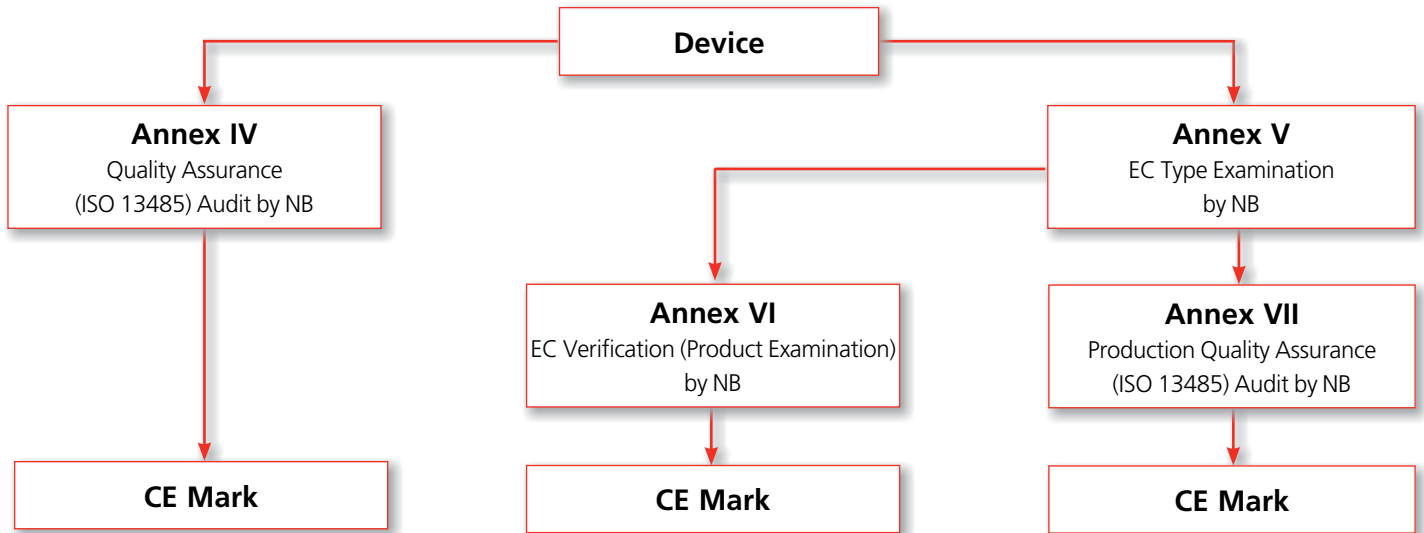 Device
Annex IV
Quality Assurance
(ISO 13485) Audit by NB
Annex V
EC Type Examination
by NB
Annex VI
EC Verification (Product Examination)
by NB
Annex VII
Production Quality Assurance
(ISO 13485) Audit by NB
CE Mark
CE Mark
CE Mark